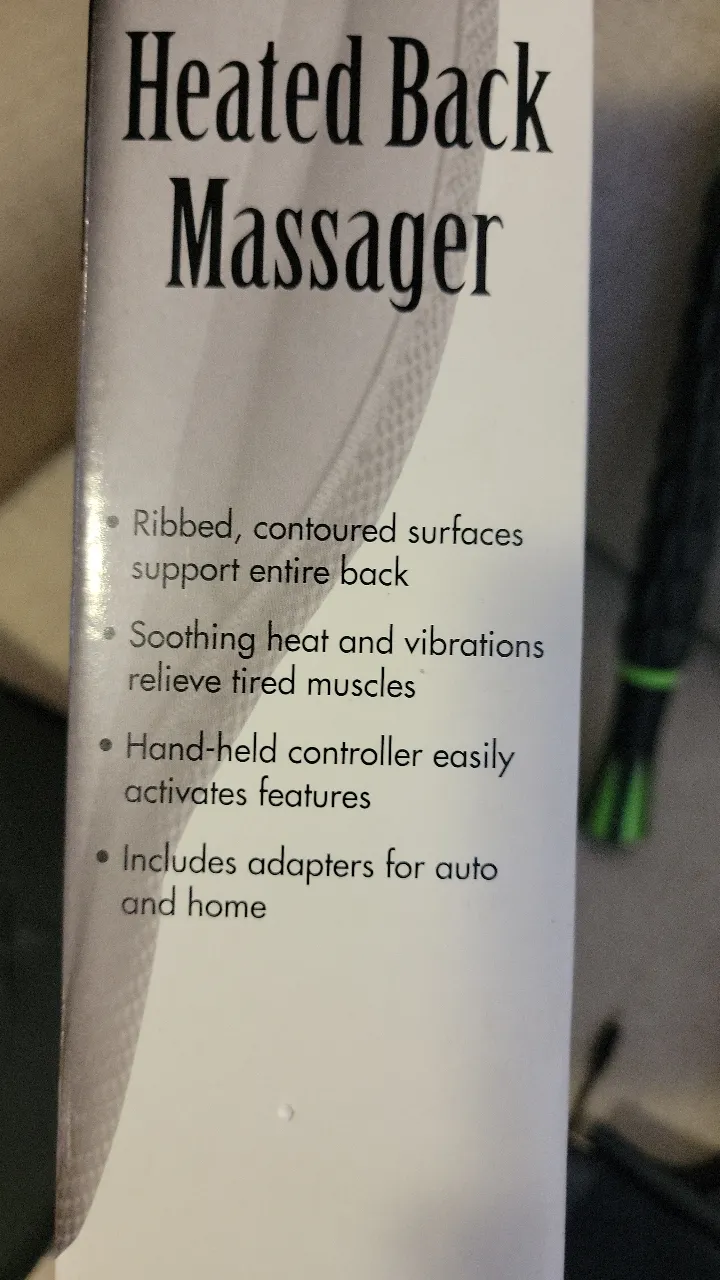 Heated Back
Massager
• Ribbed, contoured surfaces
support entire back
• Soothing heat and vibrations
relieve tired muscles
• Hand-held controller easily
activates features
• Includes adapters for auto
and home